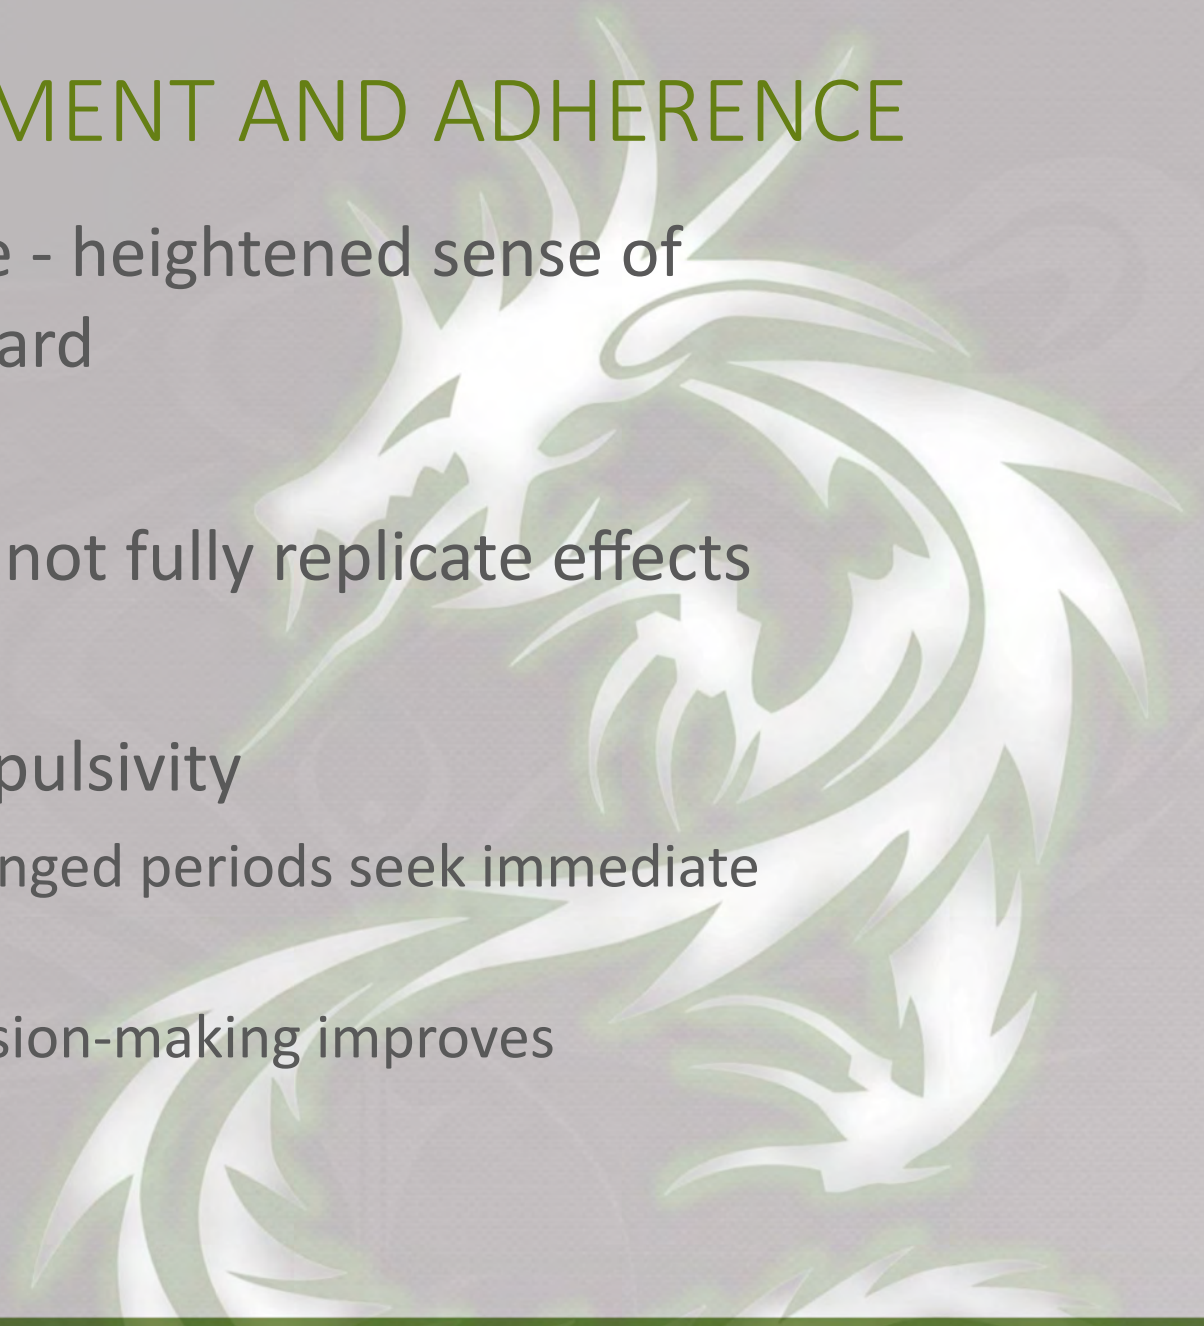 MENT AND ADHERENCE
e - heightened sense of
ard
not fully replicate effects
pulsivity
nged periods seek immediate
sion-making improves